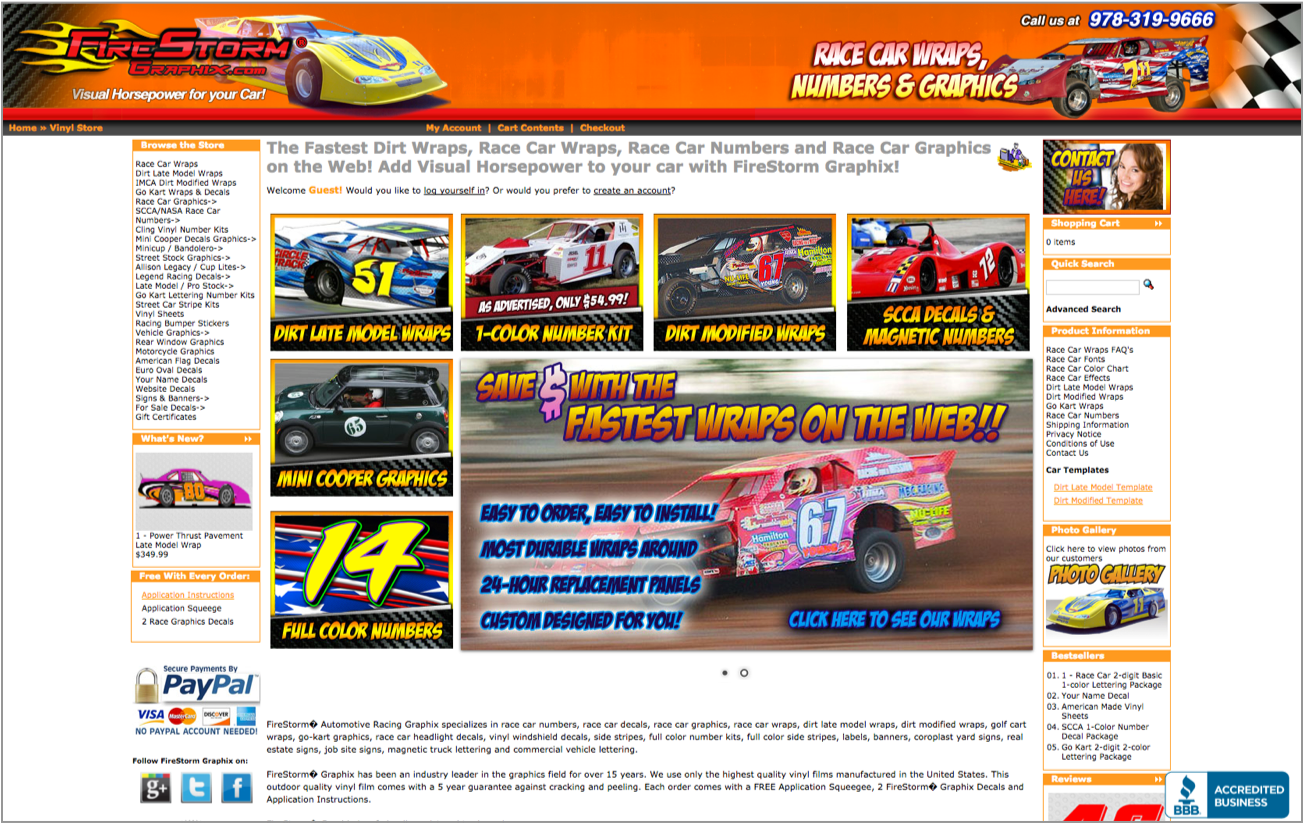 FireStorm®
Graphix.com
Visual Horsepower for your Car!
Call us at 978-319-9666
Race Car Wraps,
Numbers & Graphics
Home » Vinyl Store
My Account | Cart Contents | Checkout
Browse the Store
Race Car Wraps
Dirt Late Model Wraps
IMCA Dirt Modified Wraps
Go Kart Wraps & Decals
Race Car Graphics->
SCCA/NASA Race Car
Numbers->
Cling Vinyl Number Kits
Mini Cooper Decals Graphics->
Minicup / Bandolero->
Street Stock Graphics->
Allison Legacy / Cup Lites->
Legend Racing Decals->
Late Model / Pro Stock->
Go Kart Lettering Number Kits
Street Car Stripe Kits
Vinyl Sheets
Racing Bumper Stickers
Vehicle Graphics->
Rear Window Graphics
Motorcycle Graphics
American Flag Decals
Euro Oval Decals
Your Name Decals
Website Decals
Signs & Banners->
For Sale Decals->
Gift Certificates
What's New?
80
1 - Power Thrust Pavement
Late Model Wrap
$349.99
Free With Every Order:
Application Instructions
Application Squeege
2 Race Graphics Decals
Secure Payments By
PayPal
VISA MasterCard DISCOVER
NO PAYPAL ACCOUNT NEEDED!
Follow FireStorm Graphix on:
g+ t f
The Fastest Dirt Wraps, Race Car Wraps, Race Car Numbers and Race Car Graphics
on the Web! Add Visual Horsepower to your car with FireStorm Graphix!
Welcome Guest! Would you like to log yourself in? Or would you prefer to create an account?
Circle Track
51
Dirt Late Model Wraps
11
As advertised, only $54.99!
1-Color Number Kit
67
Hamilton
Dirt Modified Wraps
72
SCCA Decals &
Magnetic Numbers
65
Mini Cooper Graphics
14
Full Color Numbers
Save $ with the
Fastest Wraps on the Web!!
Easy to order, easy to install!
Most durable wraps around
24-hour replacement panels
Custom designed for you!
67
Hamilton
Click here to see our wraps
FireStorm� Automotive Racing Graphix specializes in race car numbers, race car decals, race car graphics, race car wraps, dirt late model wraps, dirt modified wraps, golf cart
wraps, go-kart graphics, race car headlight decals, vinyl windshield decals, side stripes, full color number kits, full color side stripes, labels, banners, coroplast yard signs, real
estate signs, job site signs, magnetic truck lettering and commercial vehicle lettering.
FireStorm� Graphix has been an industry leader in the graphics field for over 15 years. We use only the highest quality vinyl films manufactured in the United States. This
outdoor quality vinyl film comes with a 5 year guarantee against cracking and peeling. Each order comes with a FREE Application Squeegee, 2 FireStorm� Graphix Decals and
Application Instructions.
Contact
Us
Here!
Shopping Cart
0 items
Quick Search
Advanced Search
Product Information
Race Car Wraps FAQ's
Race Car Fonts
Race Car Color Chart
Race Car Effects
Dirt Late Model Wraps
Dirt Modified Wraps
Go Kart Wraps
Race Car Numbers
Shipping Information
Privacy Notice
Conditions of Use
Contact Us
Car Templates
Dirt Late Model Template
Dirt Modified Template
Photo Gallery
Click here to view photos from
our customers
Photo Gallery
Bestsellers
01. 1 - Race Car 2-digit Basic
1-color Lettering Package
02. Your Name Decal
03. American Made Vinyl
Sheets
04. SCCA 1-Color Number
Decal Package
05. Go Kart 2-digit 2-color
Lettering Package
Reviews
BBB.
ACCREDITED
BUSINESS